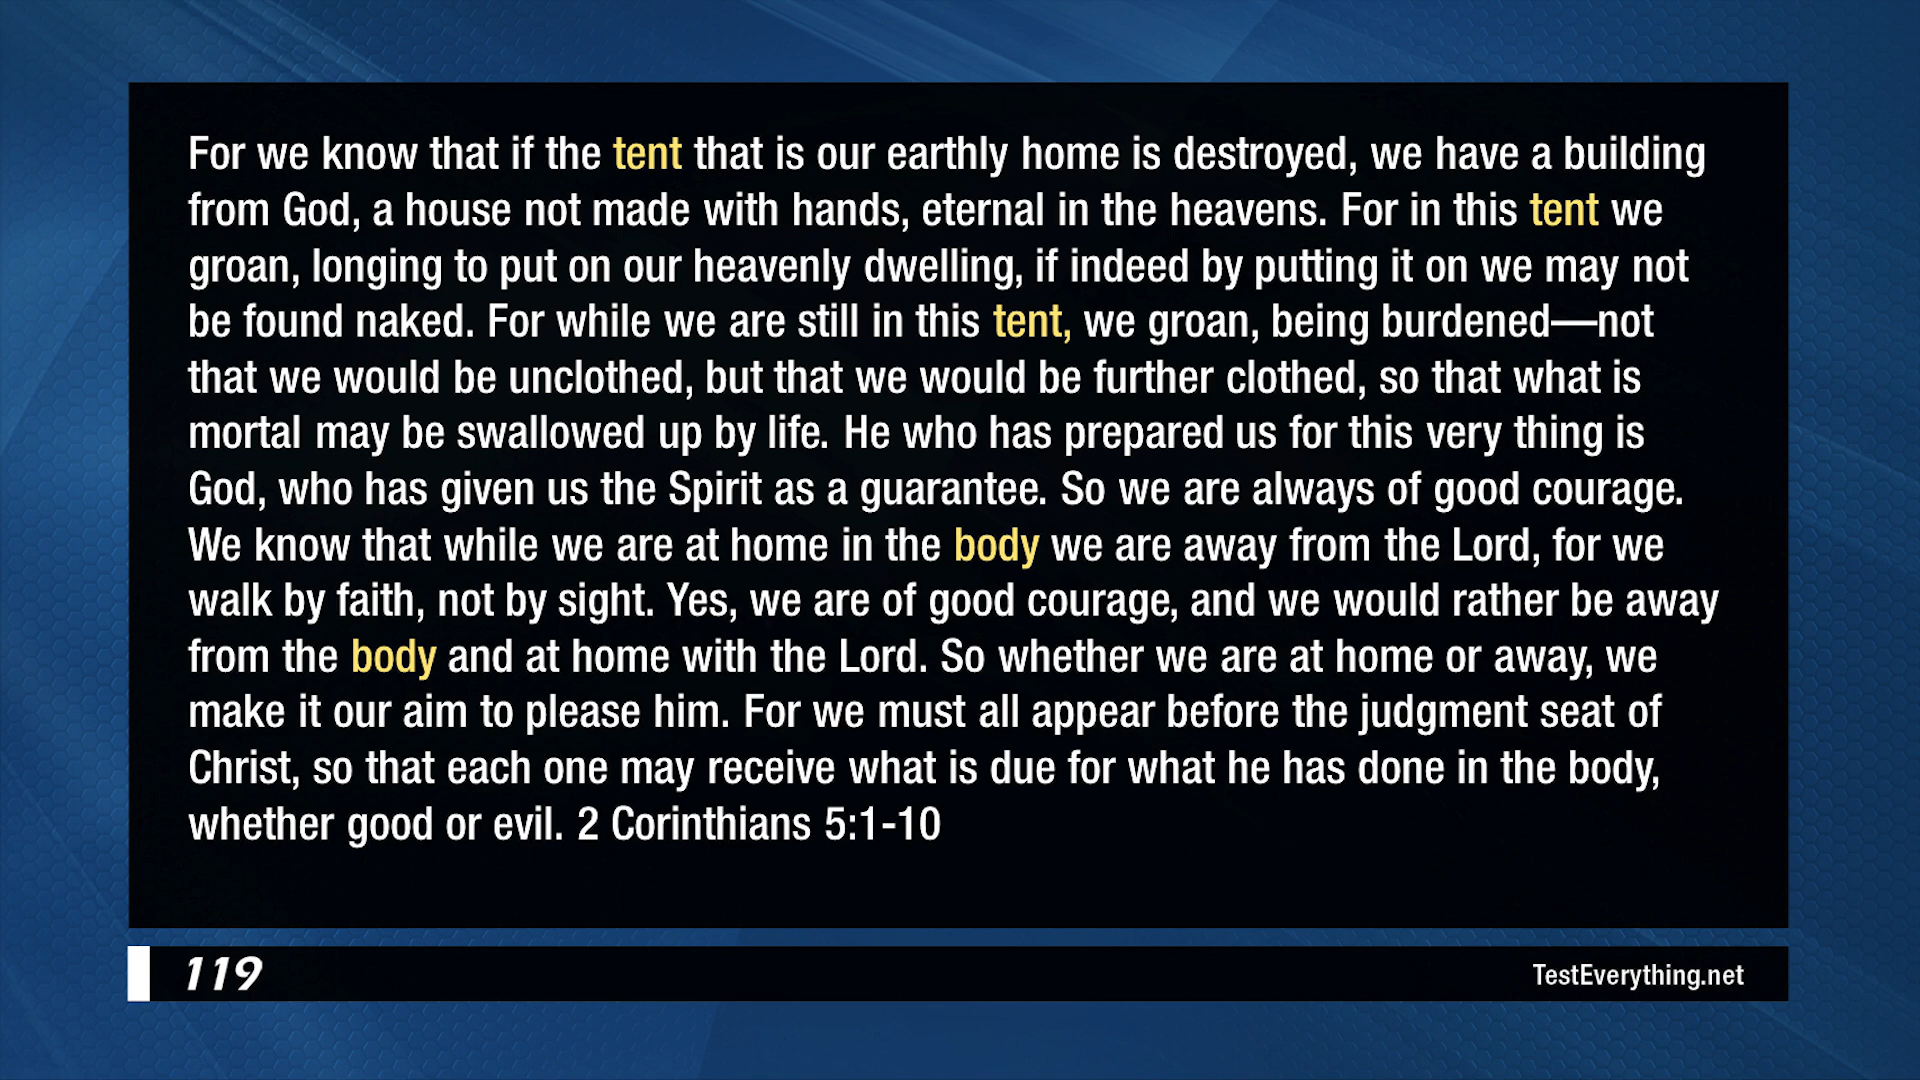 For we know that if the tent that is our earthly home is destroyed, we have a building
from God, a house not made with hands, eternal in the heavens. For in this tent we
groan, longing to put on our heavenly dwelling, if indeed by putting it on we may not
be found naked. For while we are still in this tent, we groan, being burdened—not
that we would be unclothed, but that we would be further clothed, so that what is
mortal may be swallowed up by life. He who has prepared us for this very thing is
God, who has given us the Spirit as a guarantee. So we are always of good courage.
We know that while we are at home in the body we are away from the Lord, for we
walk by faith, not by sight. Yes, we are of good courage, and we would rather be away
from the body and at home with the Lord. So whether we are at home or away, we
make it our aim to please him. For we must all appear before the judgment seat of
Christ, so that each one may receive what is due for what he has done in the body,
whether good or evil. 2 Corinthians 5:1-10
119
TestEverything.net